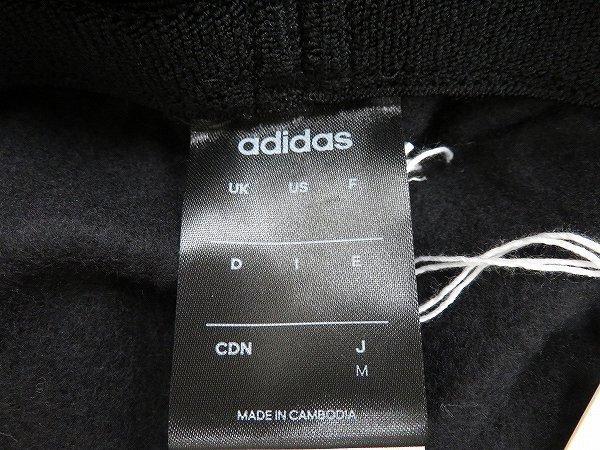 adidas
UK US F
D I E
CDN J
M
MADE IN CAMBODIA